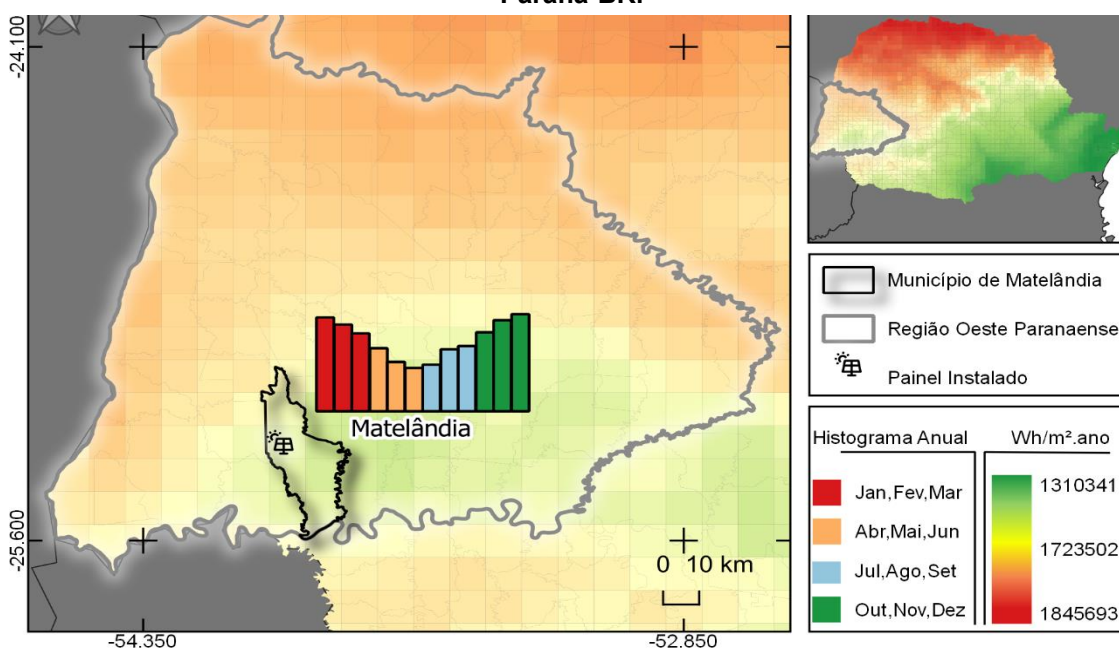 Paraná-BR.
-24.100
-25.600
-54.350
-52.850
Matelândia
0 10 km
Município de Matelândia
Região Oeste Paranaense
Painel Instalado
Histograma Anual
Jan,Fev,Mar
Abr,Mai,Jun
Jul,Ago,Set
Out,Nov,Dez
Wh/m².ano
1310341
1723502
1845693